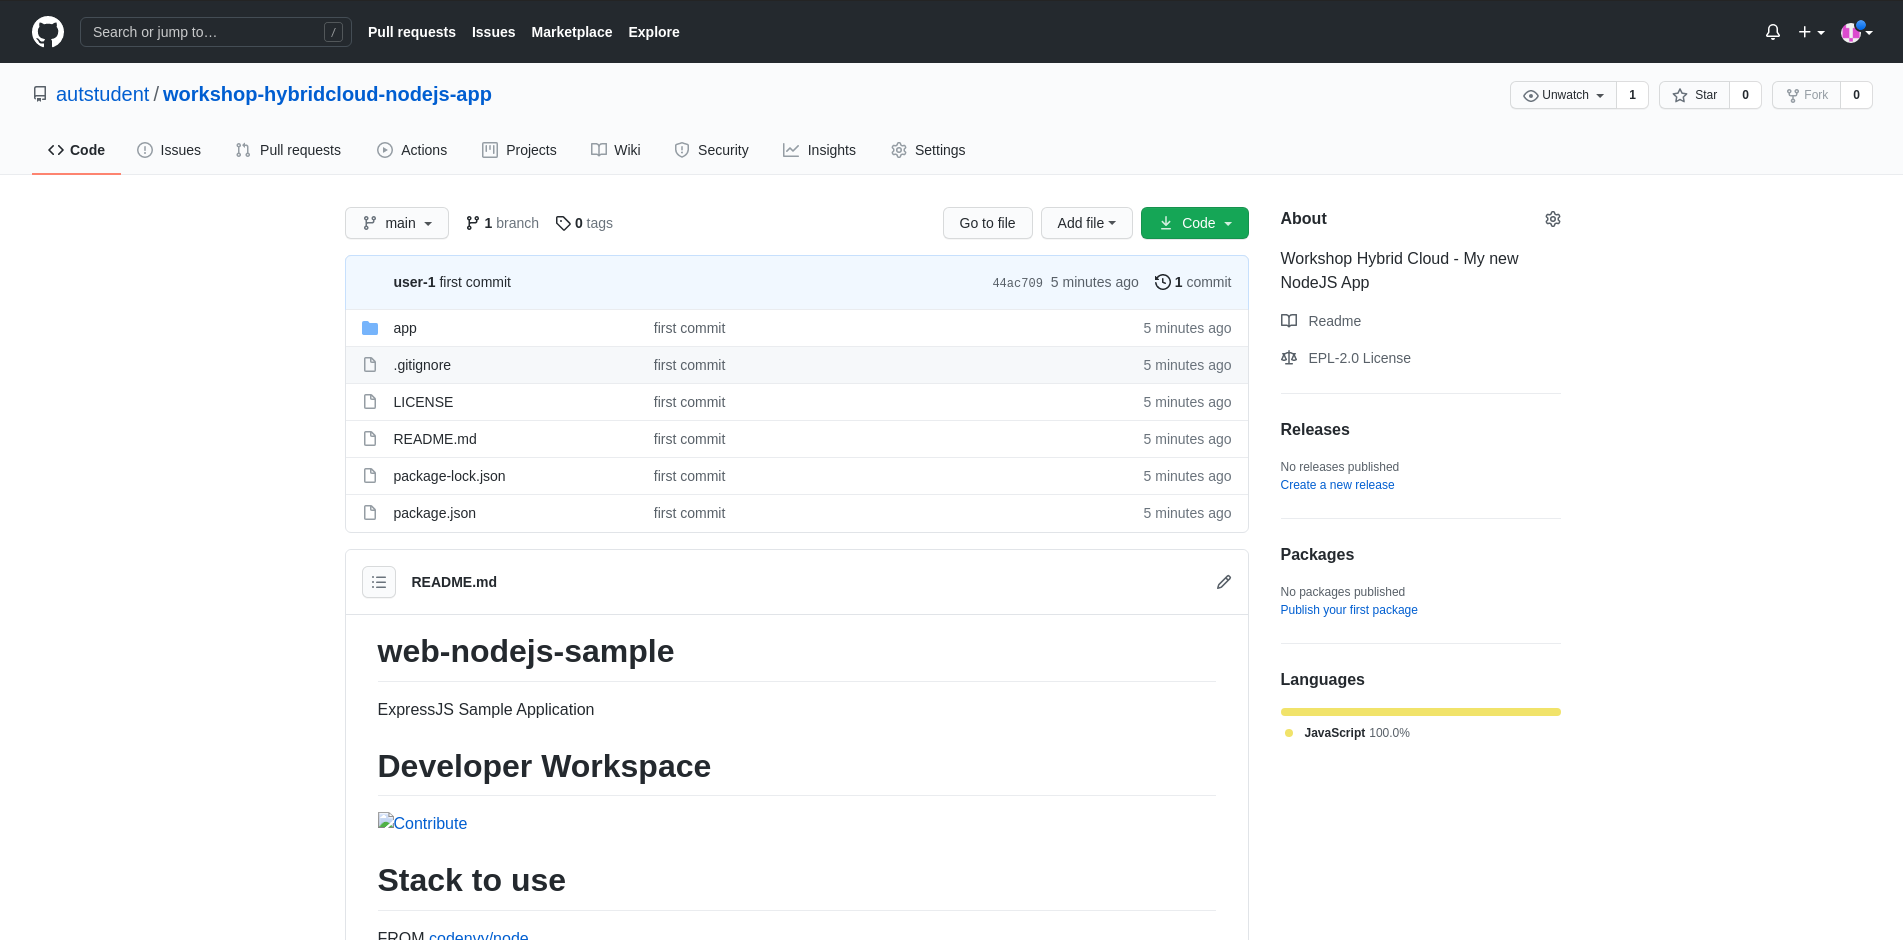 Search or jump to… / Pull requests Issues Marketplace Explore
autstudent / workshop-hybridcloud-nodejs-app Unwatch 1 Star 0 Fork 0
Code Issues Pull requests Actions Projects Wiki Security Insights Settings
main 1 branch 0 tags Go to file Add file Code
user-1 first commit 44ac709 5 minutes ago 1 commit
app first commit 5 minutes ago
.gitignore first commit 5 minutes ago
LICENSE first commit 5 minutes ago
README.md first commit 5 minutes ago
package-lock.json first commit 5 minutes ago
package.json first commit 5 minutes ago
README.md
web-nodejs-sample
ExpressJS Sample Application
Developer Workspace
Contribute
Stack to use
FROM codenvy/node
About
Workshop Hybrid Cloud - My new
NodeJS App
Readme
EPL-2.0 License
Releases
No releases published
Create a new release
Packages
No packages published
Publish your first package
Languages
JavaScript 100.0%